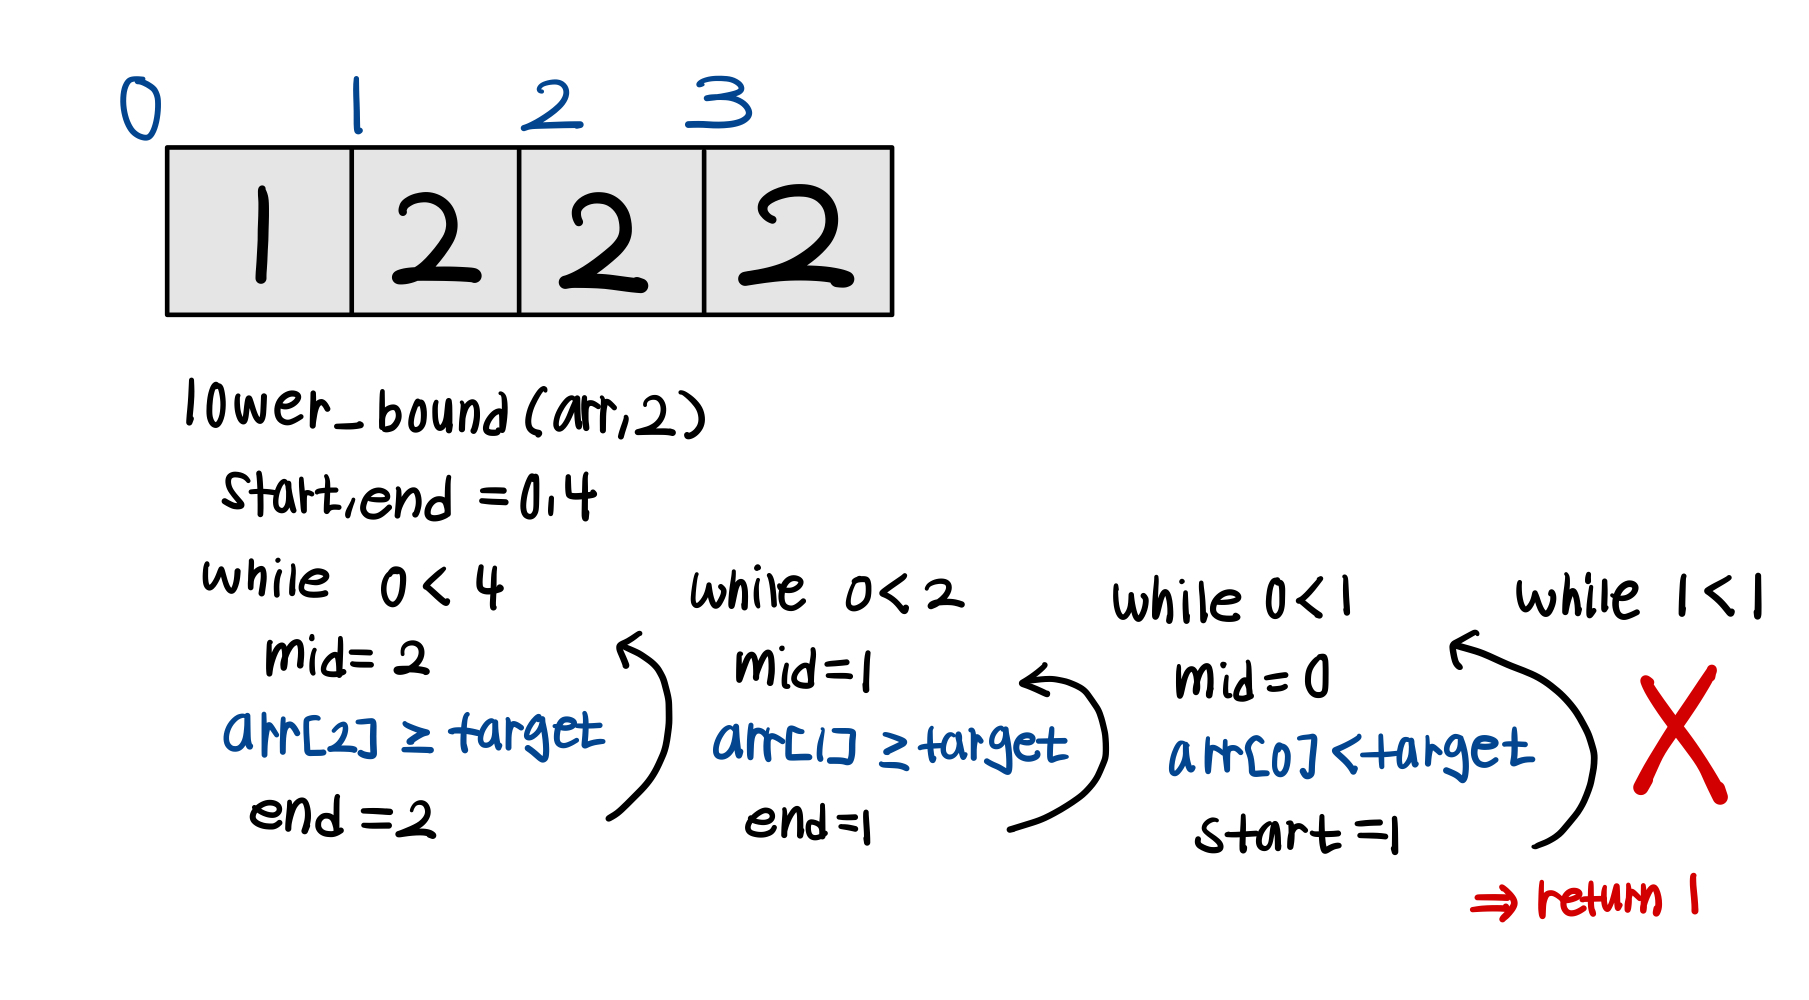 0 1 2 3
1 2 2 2
lower_bound(arr,2)
start,end = 0,4
while 0 < 4
mid= 2
arr[2] ≥ target
end = 2
while 0<2
mid=1
arr[1] ≥ target
end=1
while 0<1
mid= 0
arr[0] < target
start =1
while 1<1
X
⇒ return 1